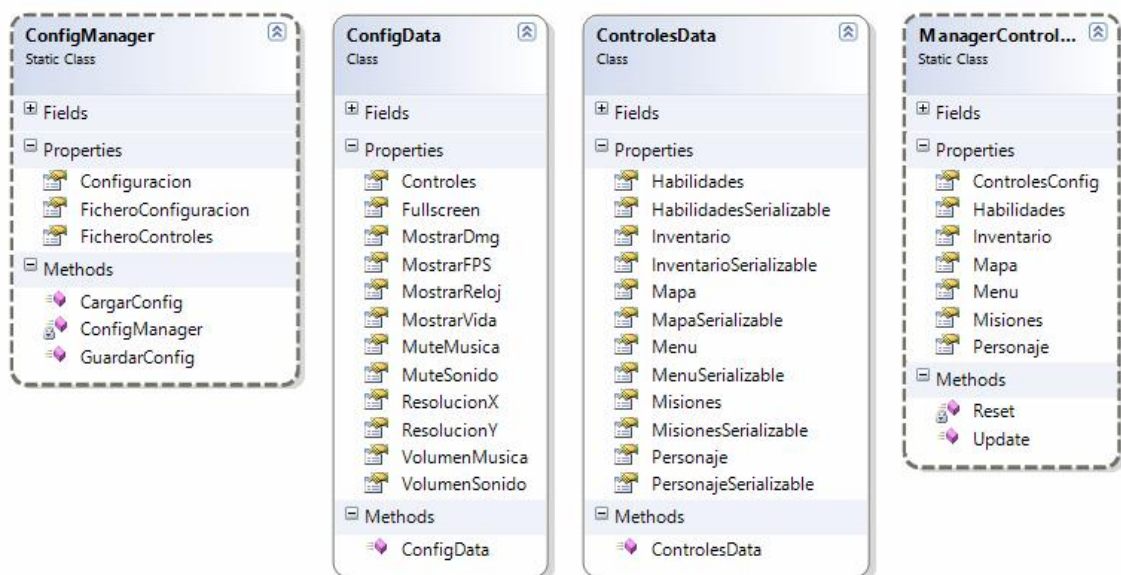 ConfigManager
Static Class
Fields
Properties
Configuracion
FicheroConfiguracion
FicheroControles
Methods
CargarConfig
ConfigManager
GuardarConfig
ConfigData
Class
Fields
Properties
Controles
Fullscreen
MostrarDmg
MostrarFPS
MostrarReloj
MostrarVida
MuteMusica
MuteSonido
ResolucionX
ResolucionY
VolumenMusica
VolumenSonido
Methods
ConfigData
ControlesData
Class
Fields
Properties
Habilidades
HabilidadesSerializable
Inventario
InventarioSerializable
Mapa
MapaSerializable
Menu
MenuSerializable
Misiones
MisionesSerializable
Personaje
PersonajeSerializable
Methods
ControlesData
ManagerControl...
Static Class
Fields
Properties
ControlesConfig
Habilidades
Inventario
Mapa
Menu
Misiones
Personaje
Methods
Reset
Update